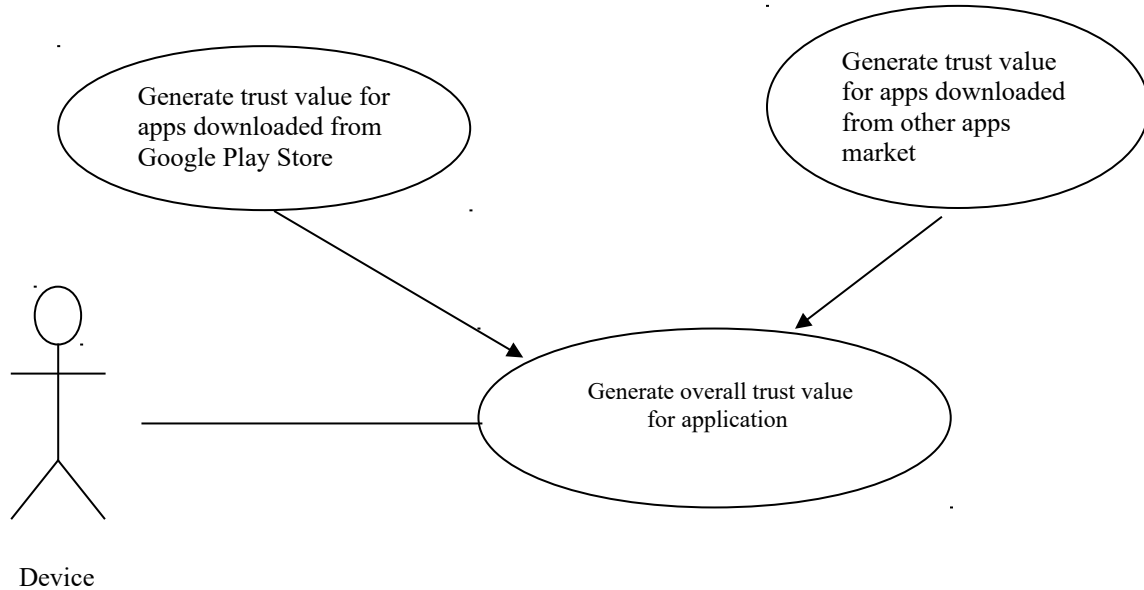 Generate trust value for
apps downloaded from
Google Play Store
Generate trust value
for apps downloaded
from other apps
market
Generate overall trust value
for application
Device